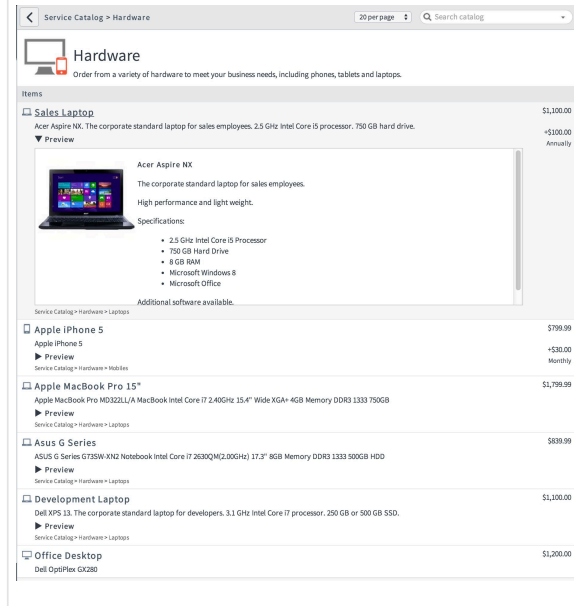 Service Catalog > Hardware
20 per page
Search catalog
Hardware
Order from a variety of hardware to meet your business needs, including phones, tablets and laptops.
Items
Sales Laptop
$1,100.00
Acer Aspire NX. The corporate standard laptop for sales employees. 2.5 GHz Intel Core i5 processor. 750 GB hard drive.
+$100.00
Annually
▼ Preview
Acer Aspire NX
The corporate standard laptop for sales employees.
High performance and light weight.
Specifications:
• 2.5 GHz Intel Core i5 Processor
• 750 GB Hard Drive
• 8 GB RAM
• Microsoft Windows 8
• Microsoft Office
Additional software available.
Service Catalog > Hardware > Laptops
Apple iPhone 5
$799.99
Apple iPhone 5
+$30.00
Monthly
▶ Preview
Service Catalog > Hardware > Mobiles
Apple MacBook Pro 15"
$1,799.99
Apple MacBook Pro MD322LL/A MacBook Intel Core i7 2.40GHz 15.4" Wide XGA+ 4GB Memory DDR3 1333 750GB
▶ Preview
Service Catalog > Hardware > Laptops
Asus G Series
$839.99
ASUS G Series G73SW-XN2 Notebook Intel Core i7 2630QM(2.00GHz) 17.3" 8GB Memory DDR3 1333 500GB HDD
▶ Preview
Service Catalog > Hardware > Laptops
Development Laptop
$1,100.00
Dell XPS 13. The corporate standard laptop for developers. 3.1 GHz Intel Core i7 processor. 250 GB or 500 GB SSD.
▶ Preview
Service Catalog > Hardware > Laptops
Office Desktop
$1,200.00
Dell OptiPlex GX280